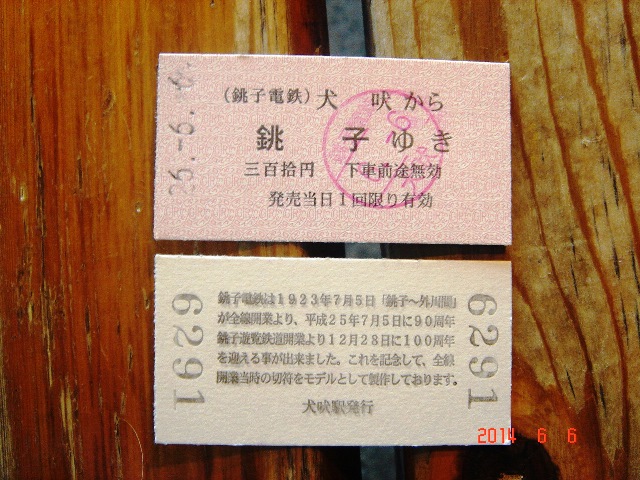 26.-6.-6.
(銚子電鉄) 犬 吠 から
銚 子 ゆ き
三百拾円 下車前途無効
発売当日1回限り有効
6291
銚子電鉄は1923年7月5日「銚子~外川間」
が全線開業より、平成25年7月5日に90周年
銚子遊覧鉄道開業より12月28日に100周年
を迎える事が出来ました。これを記念して、全線
開業当時の切符をモデルとして製作しております。
犬吠駅発行
6291
2014 6 6